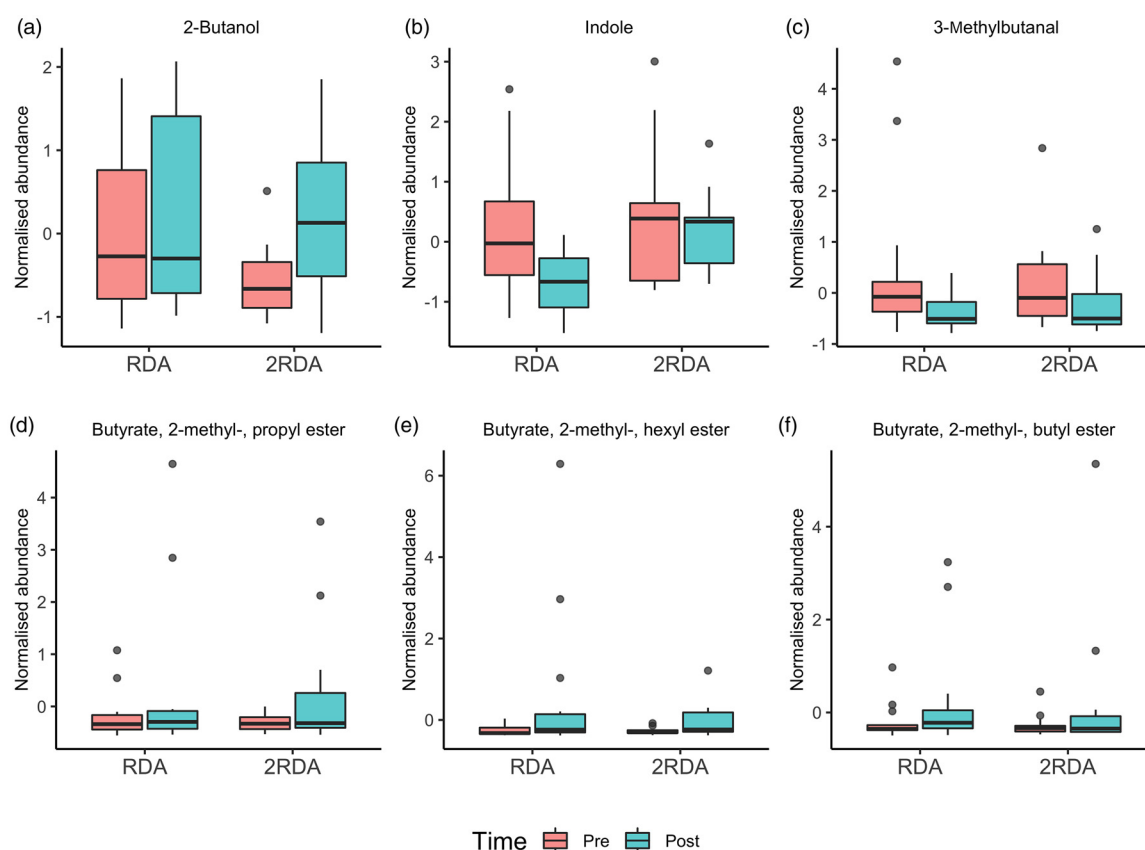 (a) 2-Butanol
Normalised abundance
2
1
0
-1
RDA 2RDA
(b) Indole
Normalised abundance
3
2
1
0
-1
RDA 2RDA
(c) 3-Methylbutanal
Normalised abundance
4
3
2
1
0
-1
RDA 2RDA
(d) Butyrate, 2-methyl-, propyl ester
Normalised abundance
4
3
2
1
0
RDA 2RDA
(e) Butyrate, 2-methyl-, hexyl ester
Normalised abundance
6
4
2
0
RDA 2RDA
(f) Butyrate, 2-methyl-, butyl ester
Normalised abundance
4
2
0
RDA 2RDA
Time Pre Post